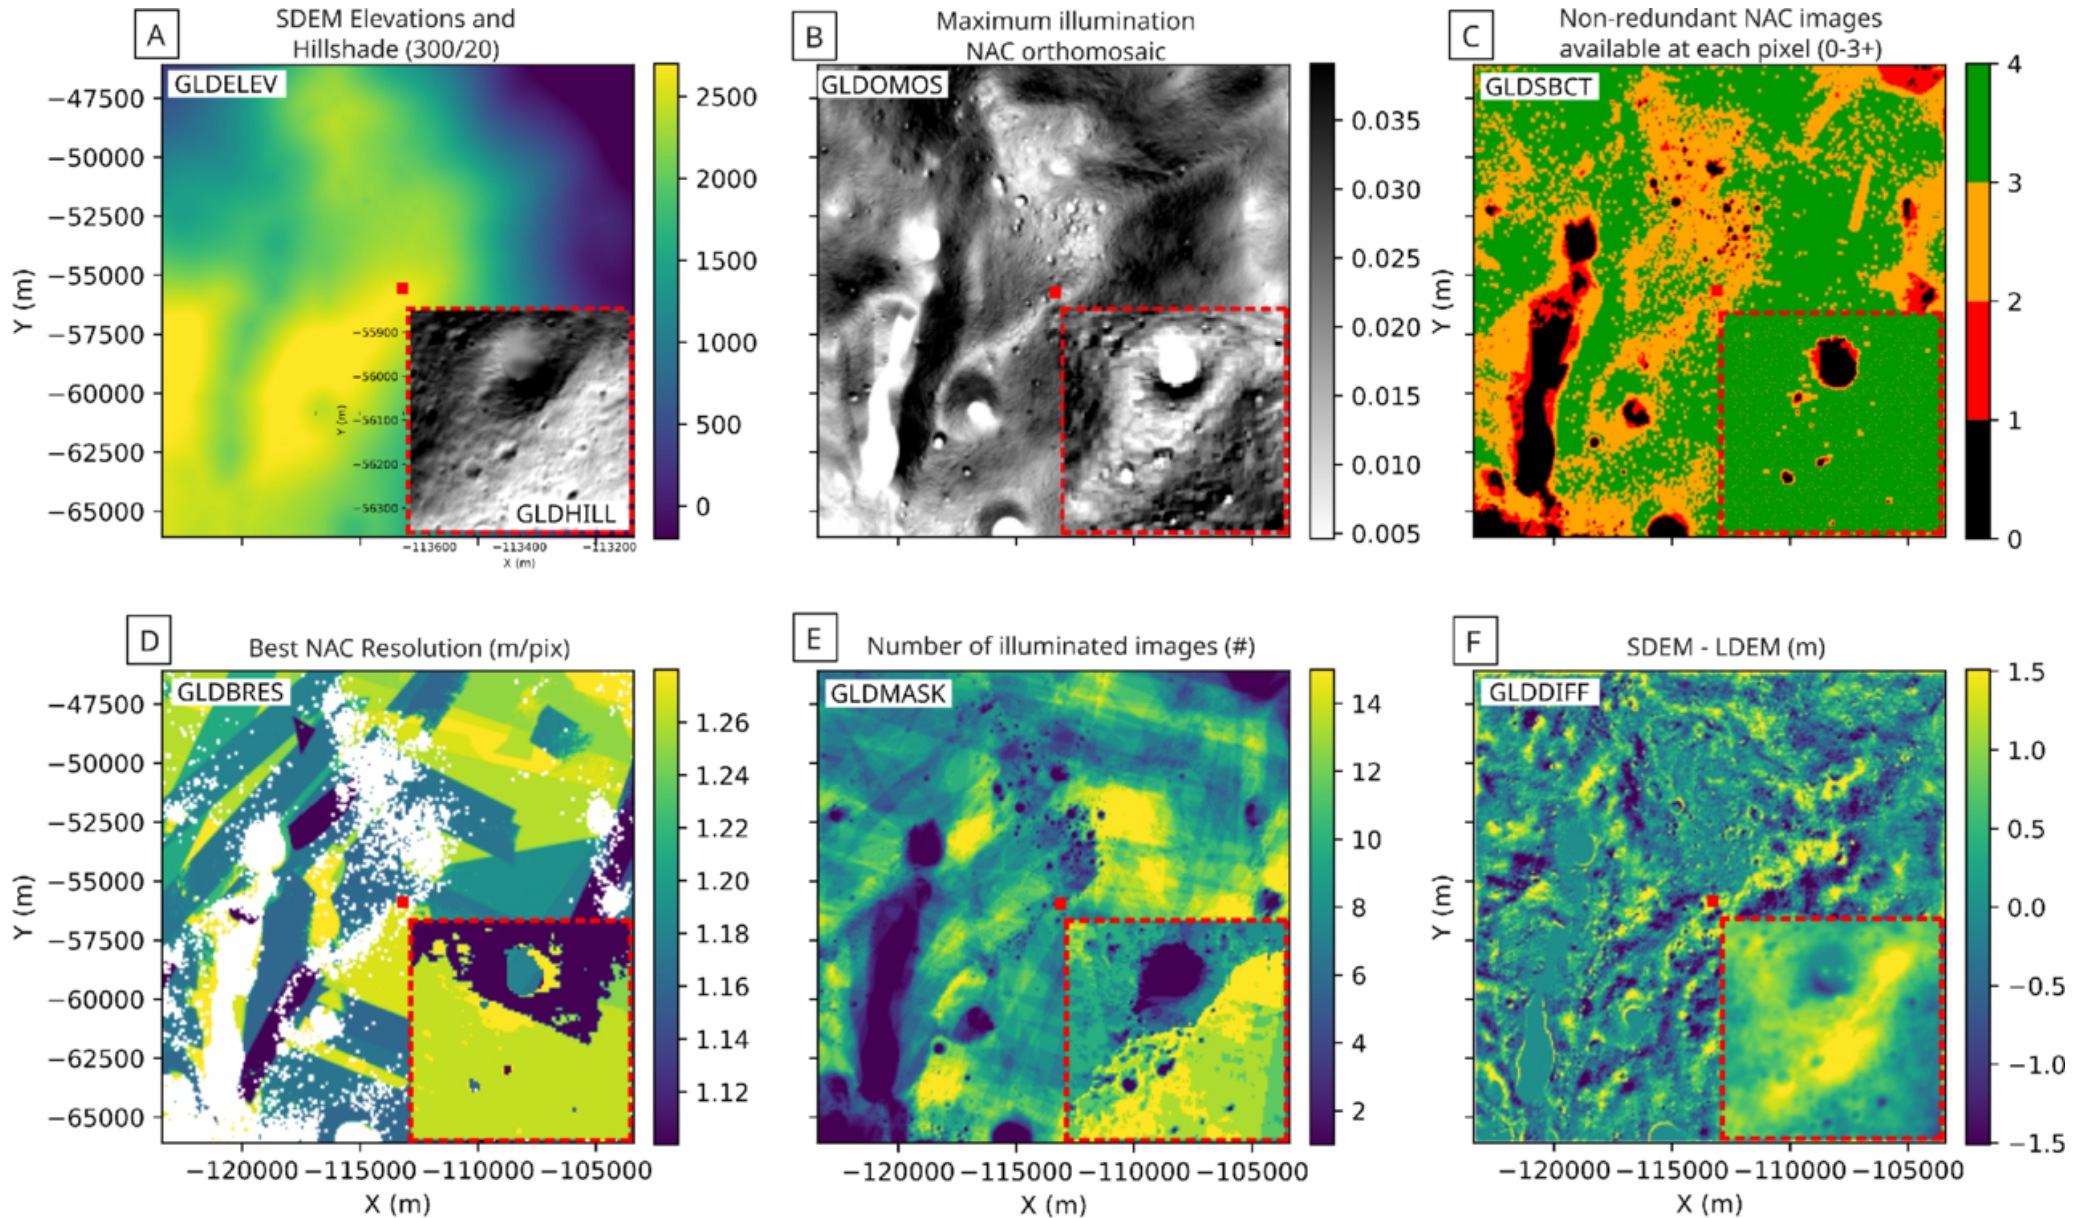 A
SDEM Elevations and
Hillshade (300/20)
GLDELEV
−47500
−50000
−52500
−55000
−57500
−60000
−62500
−65000
Y (m)
2500
2000
1500
1000
500
0
−55900
−56000
−56100
−56200
−56300
Y (m)
GLDHILL
−113600
−113400
−113200
X (m)
B
Maximum illumination
NAC orthomosaic
GLDOMOS
0.035
0.030
0.025
0.020
0.015
0.010
0.005
C
Non-redundant NAC images
available at each pixel (0-3+)
GLDSBCT
Y (m)
4
3
2
1
0
D
Best NAC Resolution (m/pix)
GLDBRES
−47500
−50000
−52500
−55000
−57500
−60000
−62500
−65000
Y (m)
1.26
1.24
1.22
1.20
1.18
1.16
1.14
1.12
−120000
−115000
−110000
−105000
X (m)
E
Number of illuminated images (#)
GLDMASK
14
12
10
8
6
4
2
−120000
−115000
−110000
−105000
X (m)
F
SDEM - LDEM (m)
GLDDIFF
Y (m)
1.5
1.0
0.5
0.0
−0.5
−1.0
−1.5
−120000
−115000
−110000
−105000
X (m)